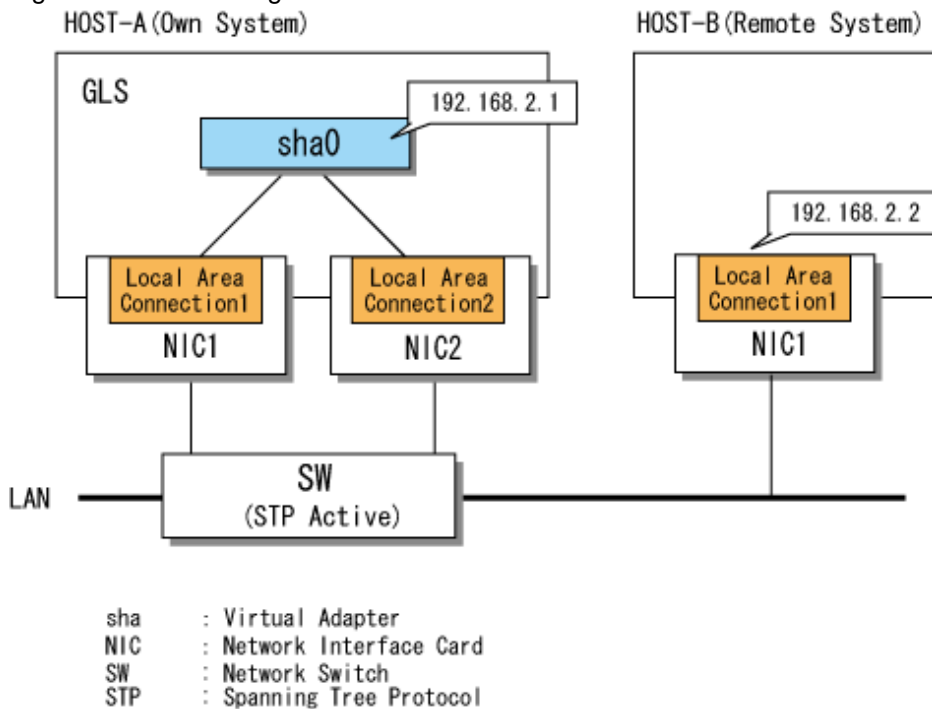 HOST-A(Own System)
HOST-B(Remote System)
GLS
192.168.2.1
sha0
192.168.2.2
Local Area
Connection1
Local Area
Connection2
Local Area
Connection1
NIC1
NIC2
NIC1
SW
(STP Active)
LAN
sha : Virtual Adapter
NIC : Network Interface Card
SW : Network Switch
STP : Spanning Tree Protocol